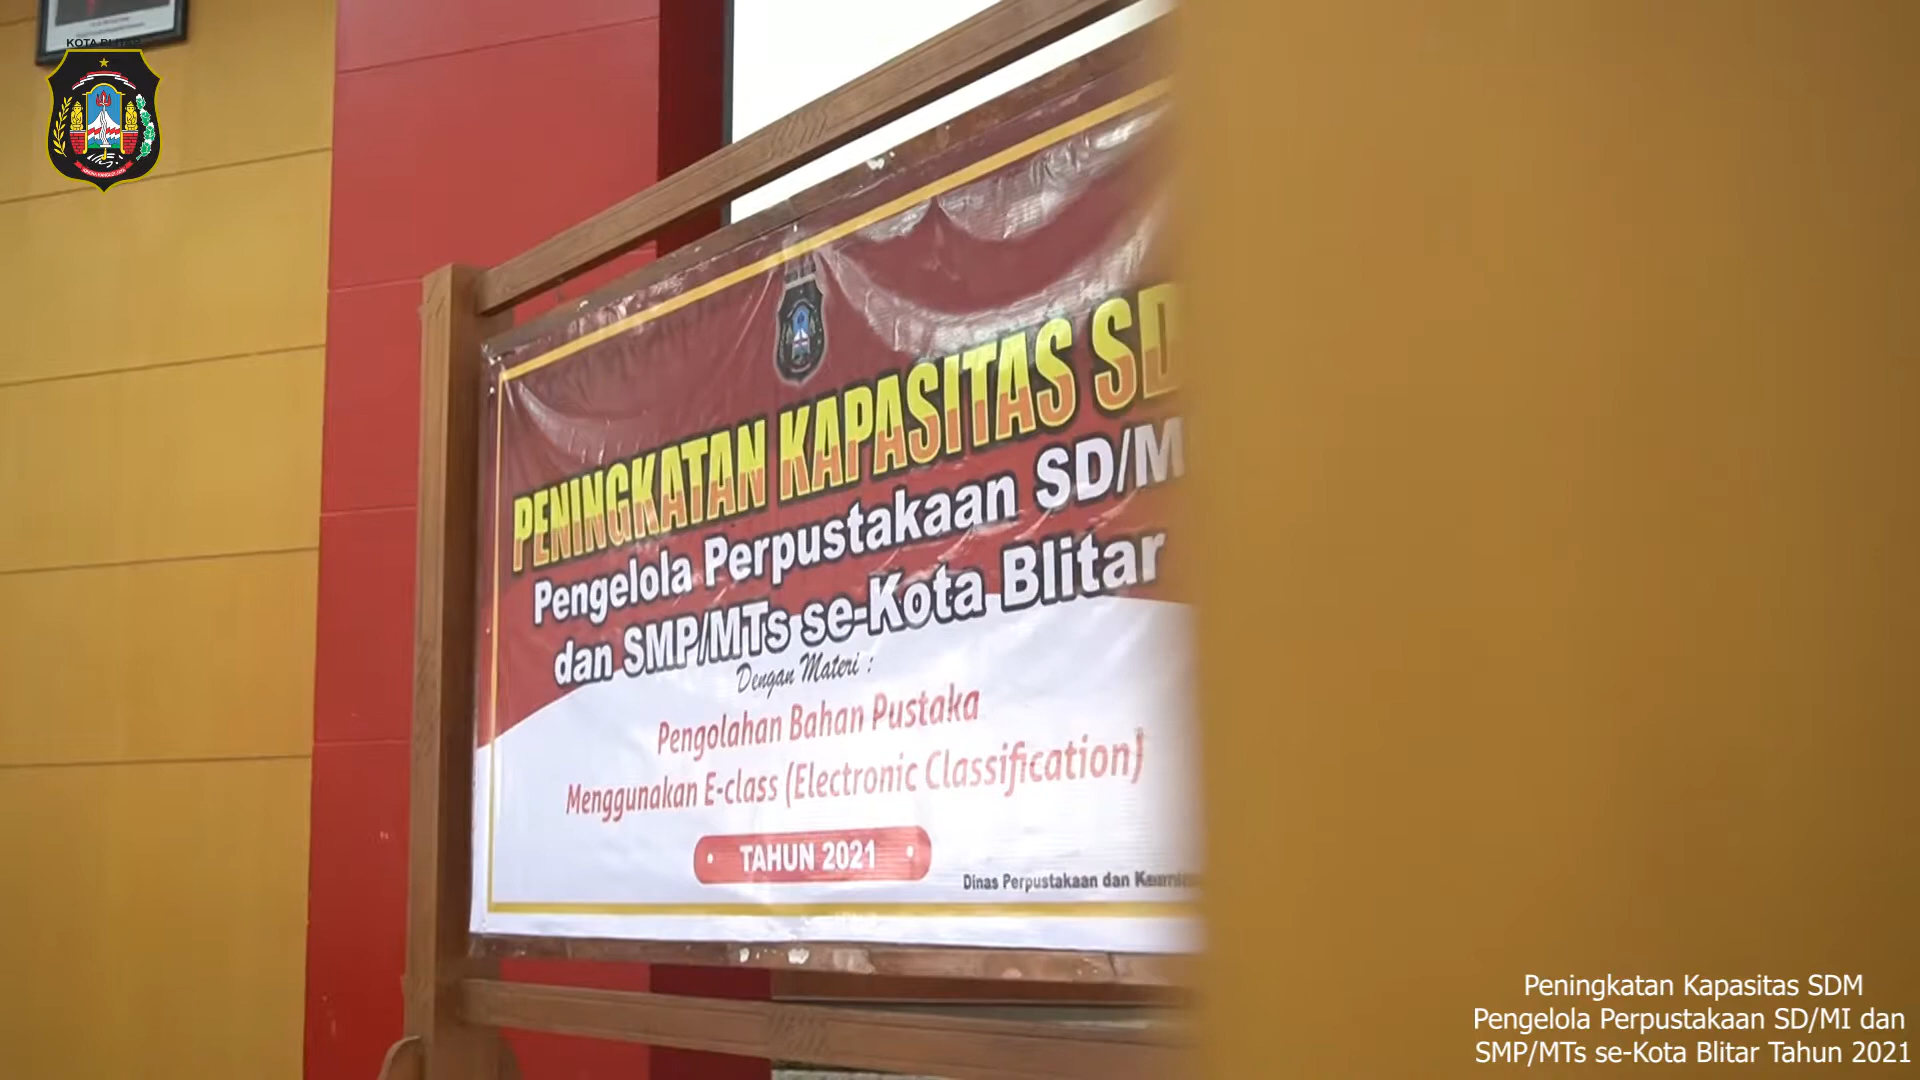 KOTA BLITAR
PENINGKATAN KAPASITAS SD
Pengelola Perpustakaan SD/M
dan SMP/MTs se-Kota Blitar
Dengan Materi :
Pengolahan Bahan Pustaka
Menggunakan E-class (Electronic Classification)
TAHUN 2021
Dinas Perpustakaan dan
Peningkatan Kapasitas SDM
Pengelola Perpustakaan SD/MI dan
SMP/MTs se-Kota Blitar Tahun 2021